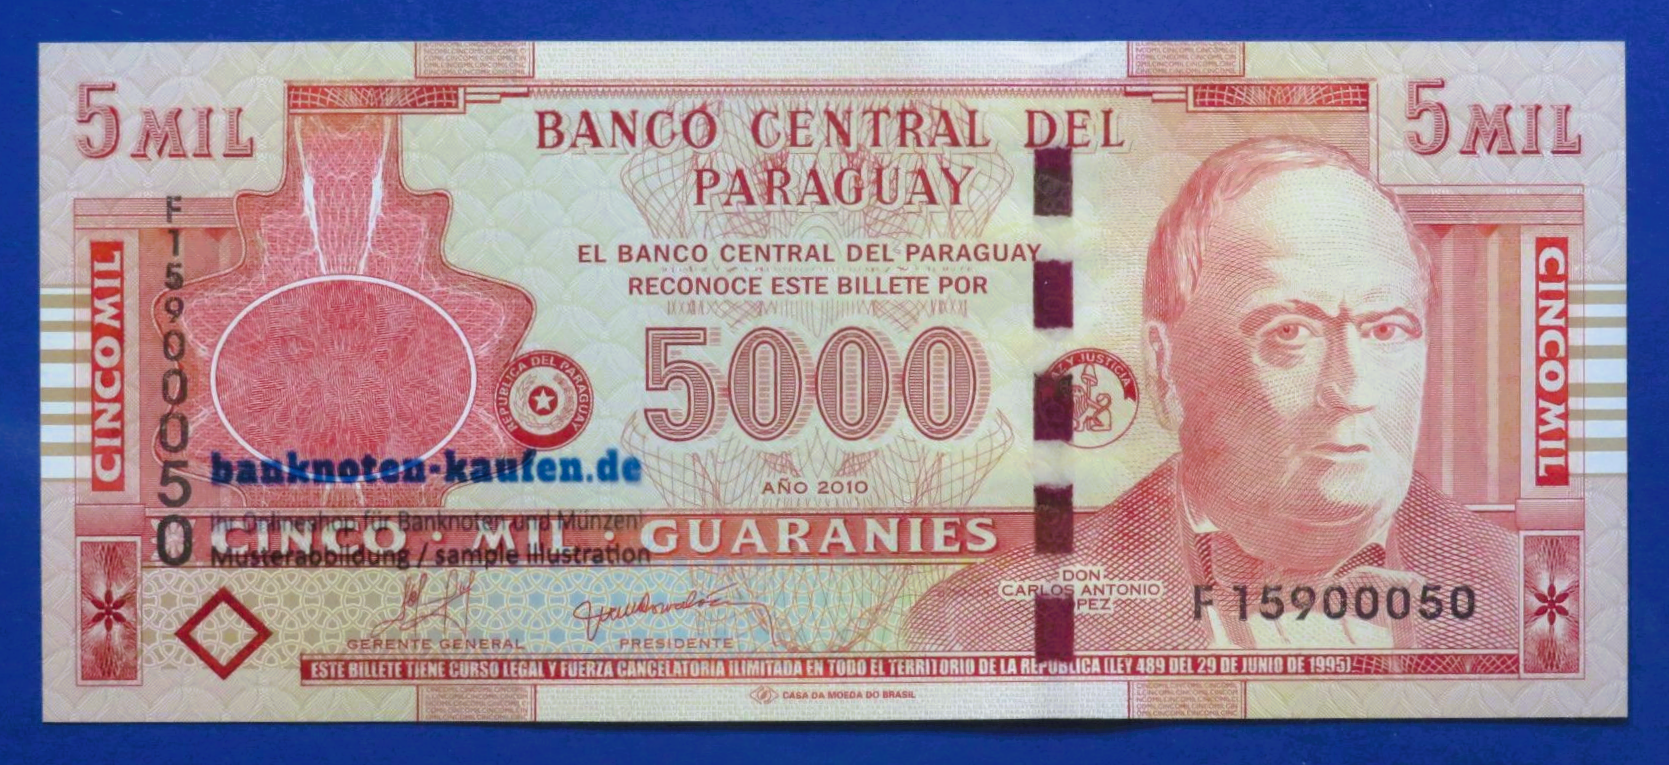 5 MIL
5 MIL
BANCO CENTRAL DEL
PARAGUAY
EL BANCO CENTRAL DEL PARAGUAY
RECONOCE ESTE BILLETE POR
5000
CINCO MIL
F15900050
REPUBLICA DEL PARAGUAY
Y JUSTICIA
CINCO MIL
banknoten-kaufen.de
AÑO 2010
Ihr Onlineshop für Banknoten und Münzen!
CINCO · MIL · GUARANIES
Musterabbildung / sample illustration
DON
CARLOS ANTONIO
F 15900050
GERENTE GENERAL
PRESIDENTE
ESTE BILLETE TIENE CURSO LEGAL Y FUERZA CANCELATORIA ILIMITADA EN TODO EL TERRITORIO DE LA REPUBLICA (LEY 489 DEL 29 DE JUNIO DE 1995)
CASA DA MOEDA DO BRASIL